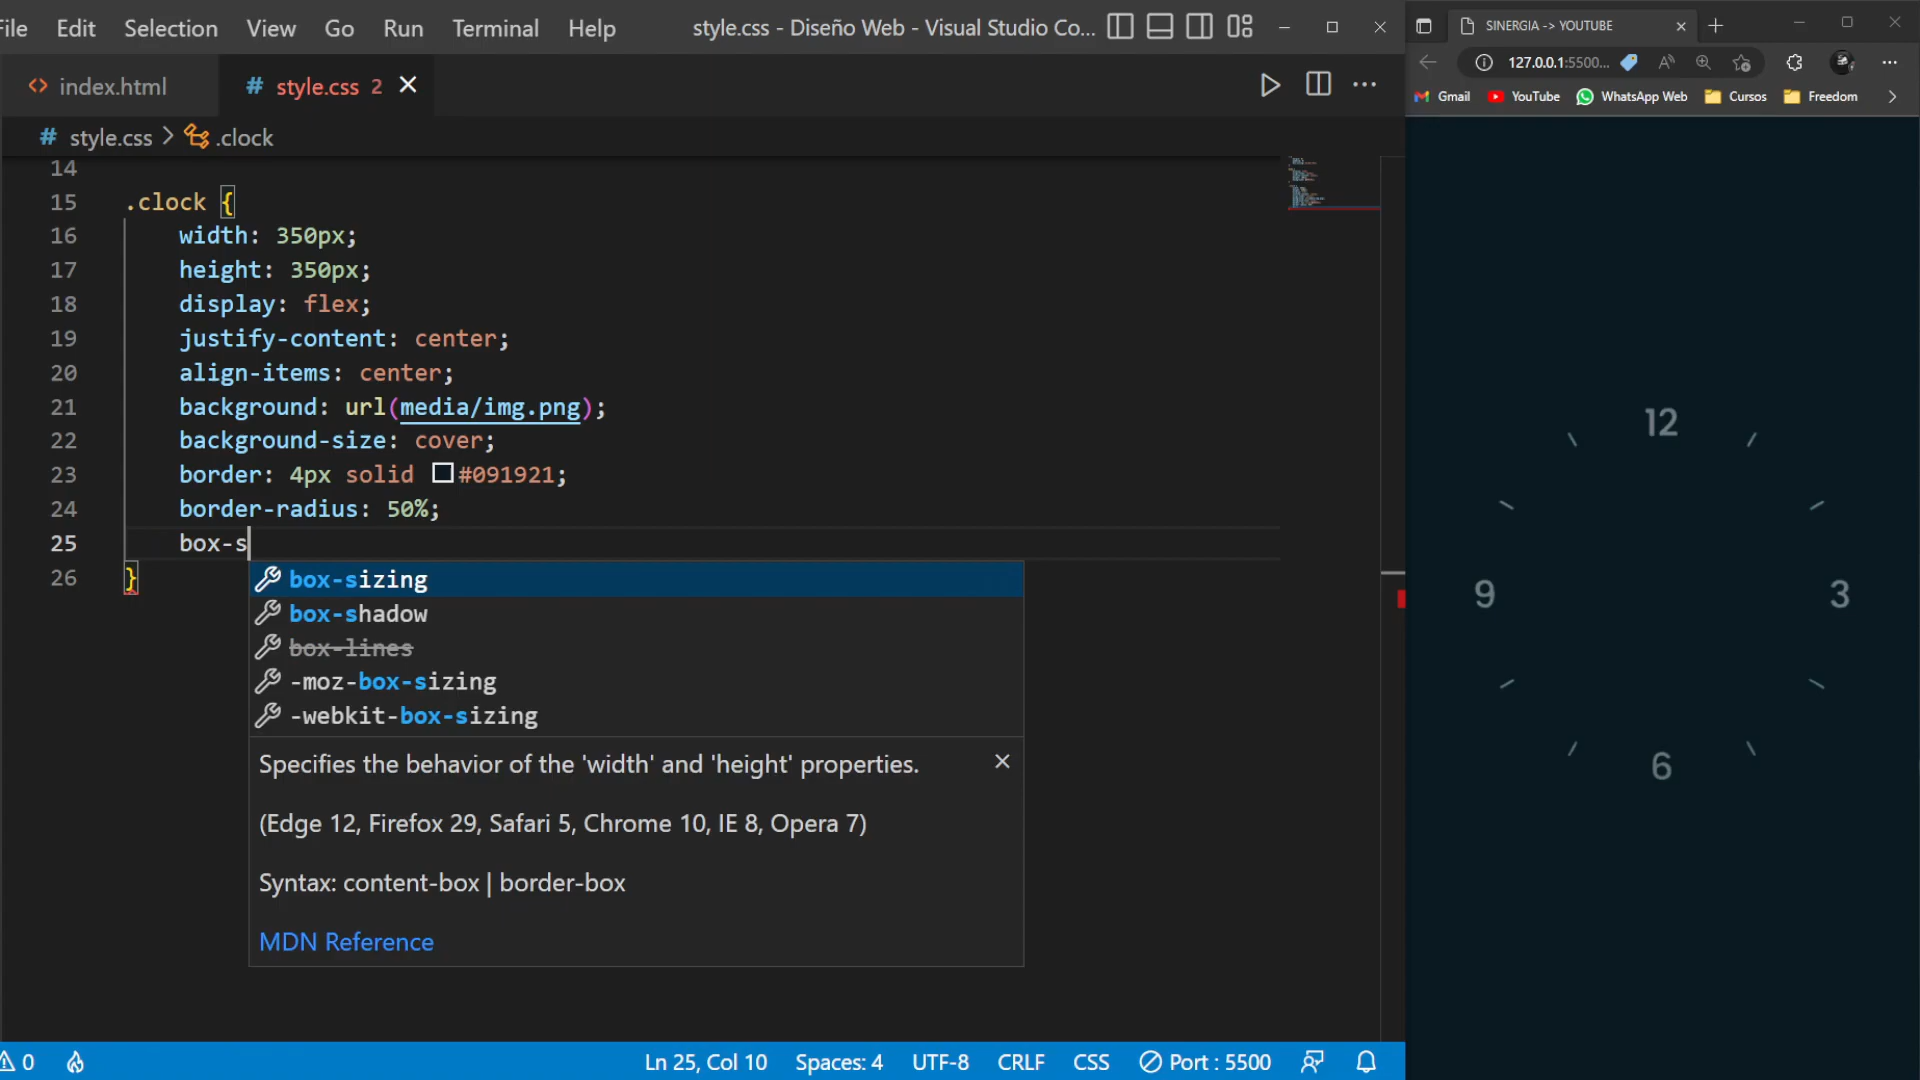 File Edit Selection View Go Run Terminal Help style.css - Diseño Web - Visual Studio Co...
index.html
style.css 2
style.css > .clock
14
15 .clock {
16 width: 350px;
17 height: 350px;
18 display: flex;
19 justify-content: center;
20 align-items: center;
21 background: url(media/img.png);
22 background-size: cover;
23 border: 4px solid #091921;
24 border-radius: 50%;
25 box-s
26 }
box-sizing
box-shadow
box-lines
-moz-box-sizing
-webkit-box-sizing
Specifies the behavior of the 'width' and 'height' properties.
(Edge 12, Firefox 29, Safari 5, Chrome 10, IE 8, Opera 7)
Syntax: content-box | border-box
MDN Reference
0 Ln 25, Col 10 Spaces: 4 UTF-8 CRLF CSS Port : 5500
SINERGIA -> YOUTUBE
127.0.0.1:5500...
Gmail YouTube WhatsApp Web Cursos Freedom
12
9 3
6